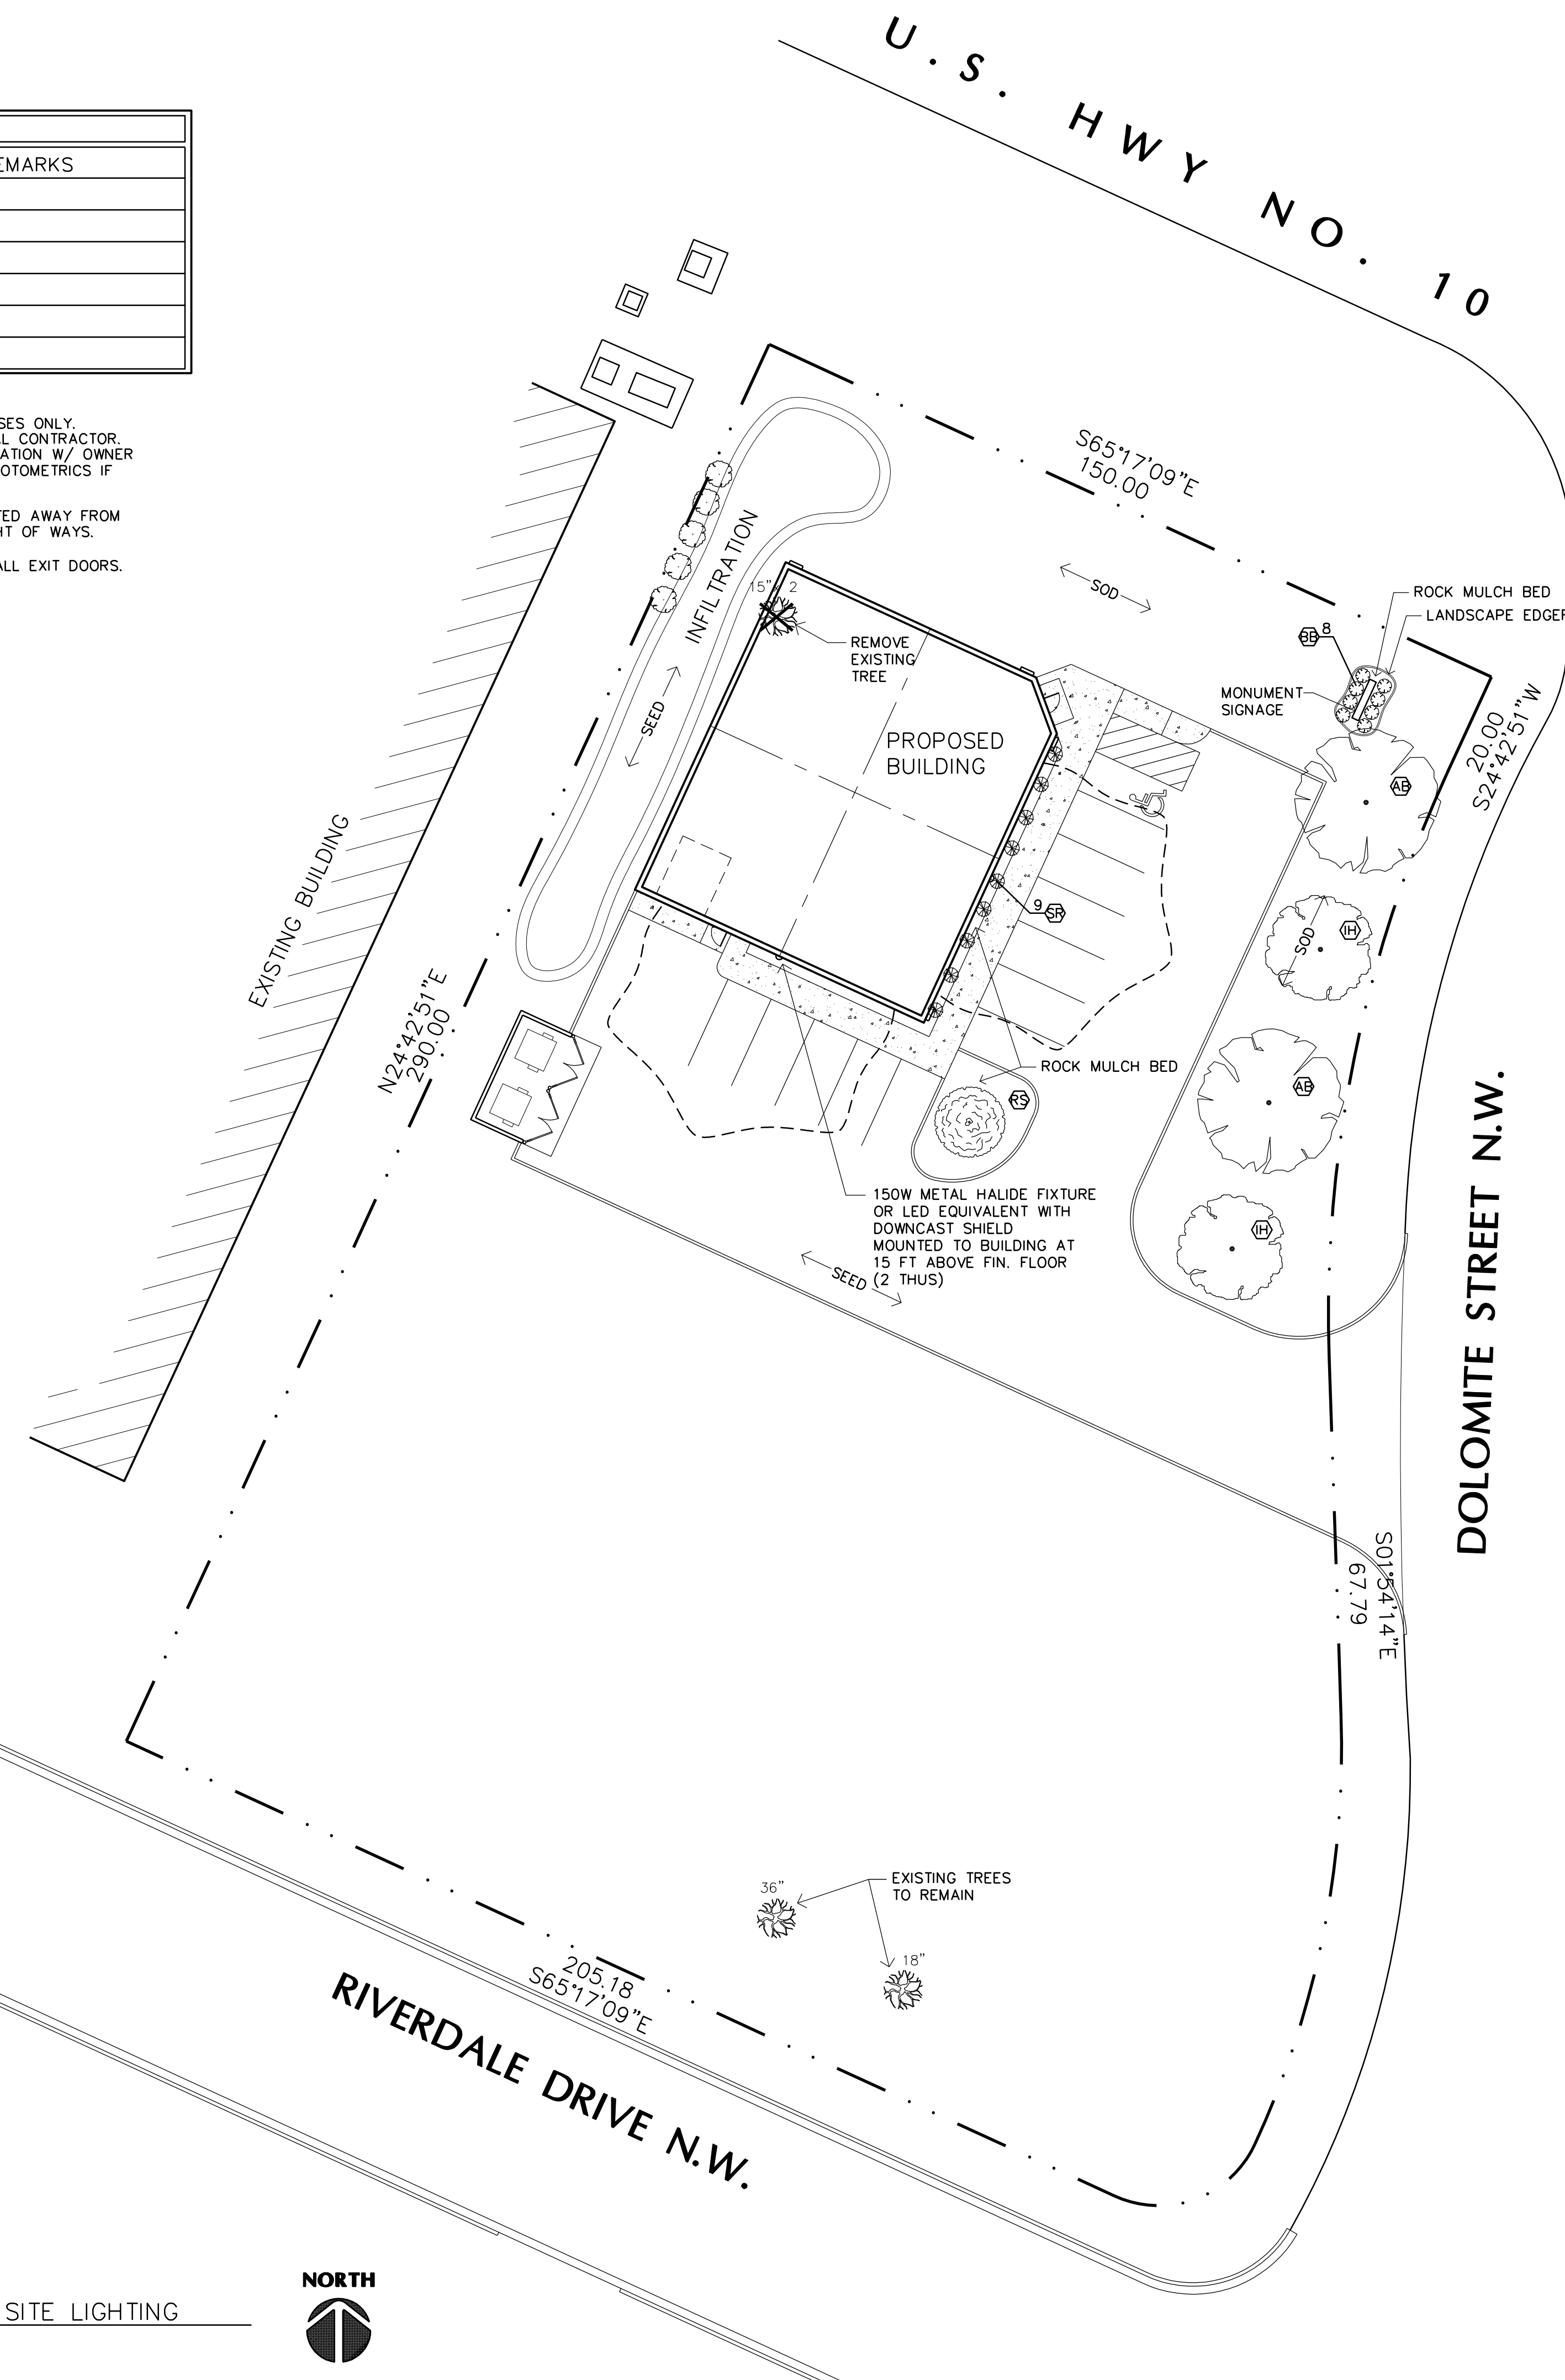 U.S. HWY NO. 10
EMARKS
SES ONLY.
L CONTRACTOR.
ATION W/ OWNER
OTOMETRICS IF
TED AWAY FROM
HT OF WAYS.
ALL EXIT DOORS.
S65°17'09"E
150.00
INFILTRATION
SOD
15" 2
REMOVE
EXISTING
TREE
ROCK MULCH BED
LANDSCAPE EDGER
BB 8
MONUMENT
SIGNAGE
20.00
S24°42'51"W
SEED
PROPOSED
BUILDING
AB
EXISTING BUILDING
9 SR
SOD
IH
N24°42'51"E
290.00
ROCK MULCH BED
RS
AB
150W METAL HALIDE FIXTURE
OR LED EQUIVALENT WITH
DOWNCAST SHIELD
MOUNTED TO BUILDING AT
15 FT ABOVE FIN. FLOOR
(2 THUS)
IH
SEED
DOLOMITE STREET N.W.
S01°54'14"E
67.79
EXISTING TREES
TO REMAIN
36"
18"
205.18
S65°17'09"E
RIVERDALE DRIVE N.W.
NORTH
SITE LIGHTING